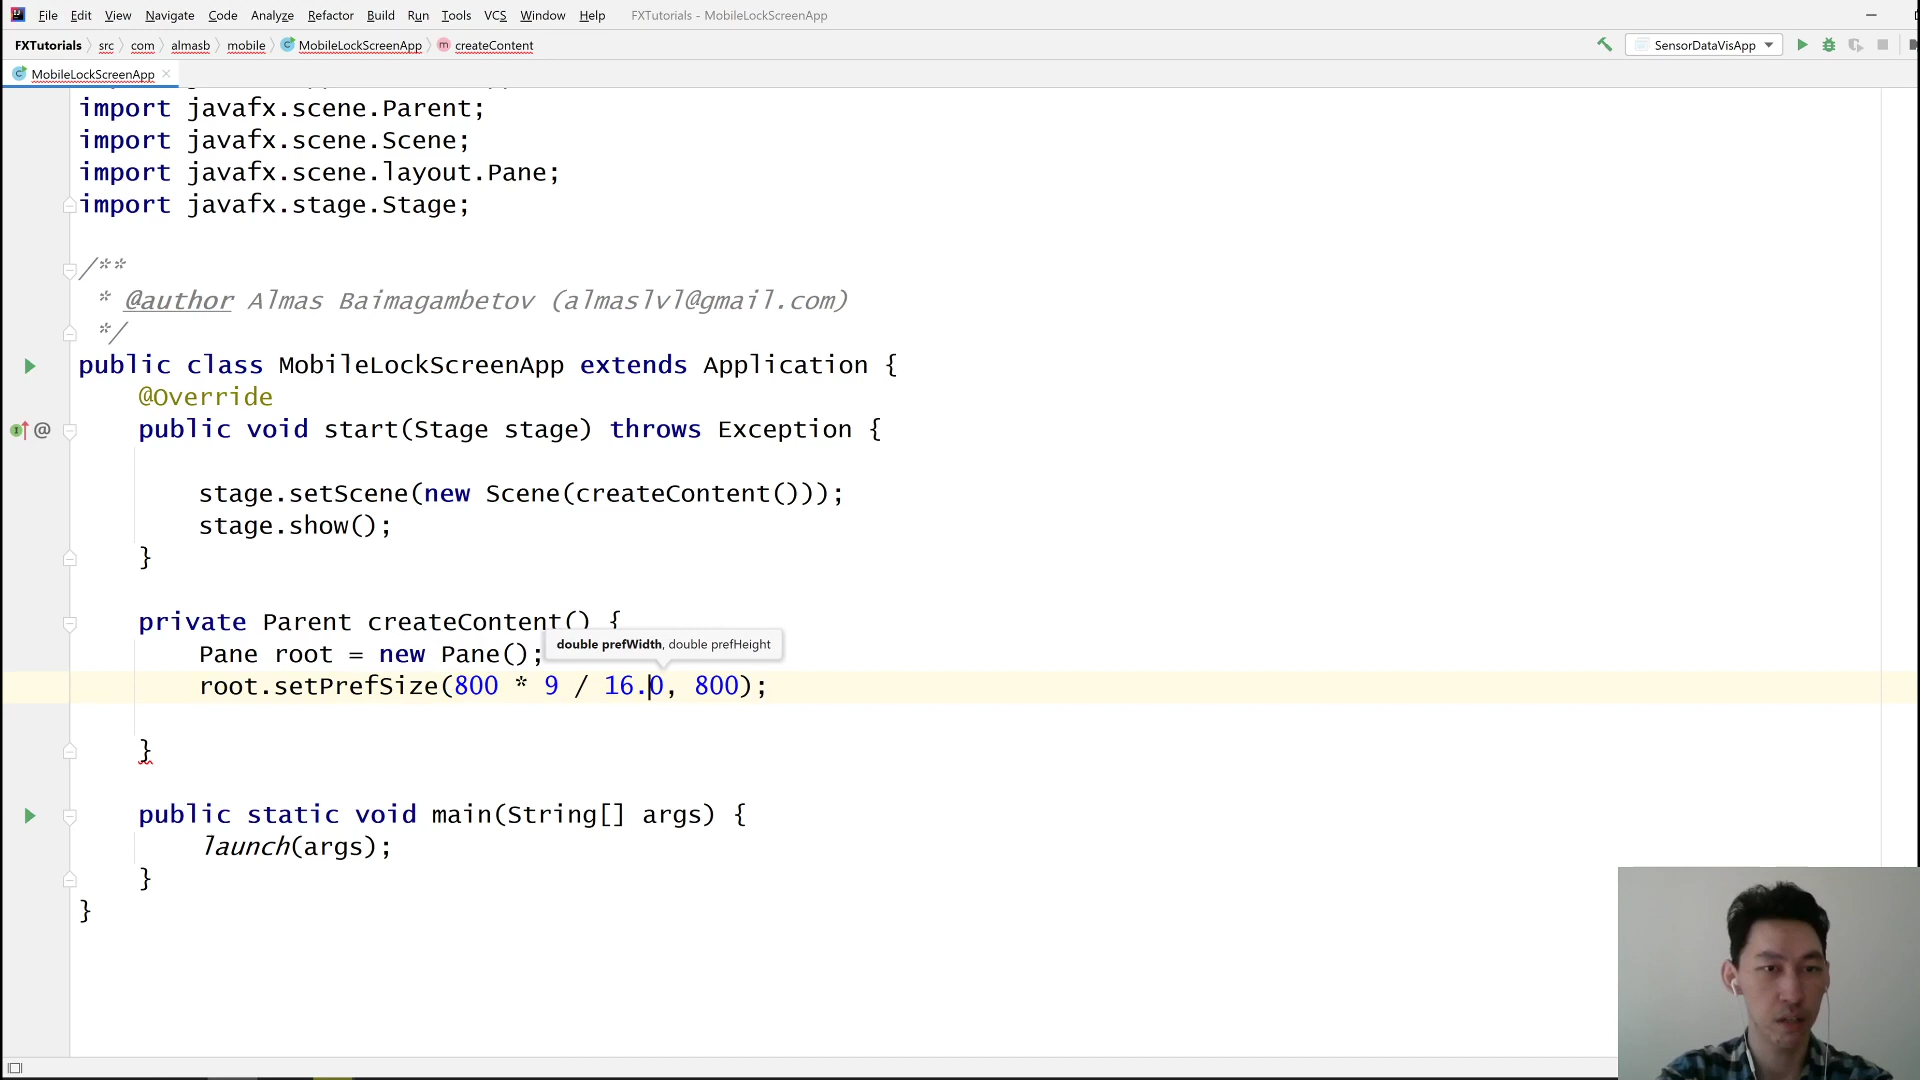 File Edit View Navigate Code Analyze Refactor Build Run Tools VCS Window Help FXTutorials - MobileLockScreenApp
FXTutorials src com almasb mobile MobileLockScreenApp createContent SensorDataVisApp
MobileLockScreenApp
import javafx.scene.Parent;
import javafx.scene.Scene;
import javafx.scene.layout.Pane;
import javafx.stage.Stage;
/**
* @author Almas Baimagambetov (almaslvl@gmail.com)
*/
public class MobileLockScreenApp extends Application {
@Override
public void start(Stage stage) throws Exception {
stage.setScene(new Scene(createContent()));
stage.show();
}
private Parent createContent() {
double prefWidth, double prefHeight
Pane root = new Pane();
root.setPrefSize(800 * 9 / 16.0, 800);
}
public static void main(String[] args) {
launch(args);
}
}